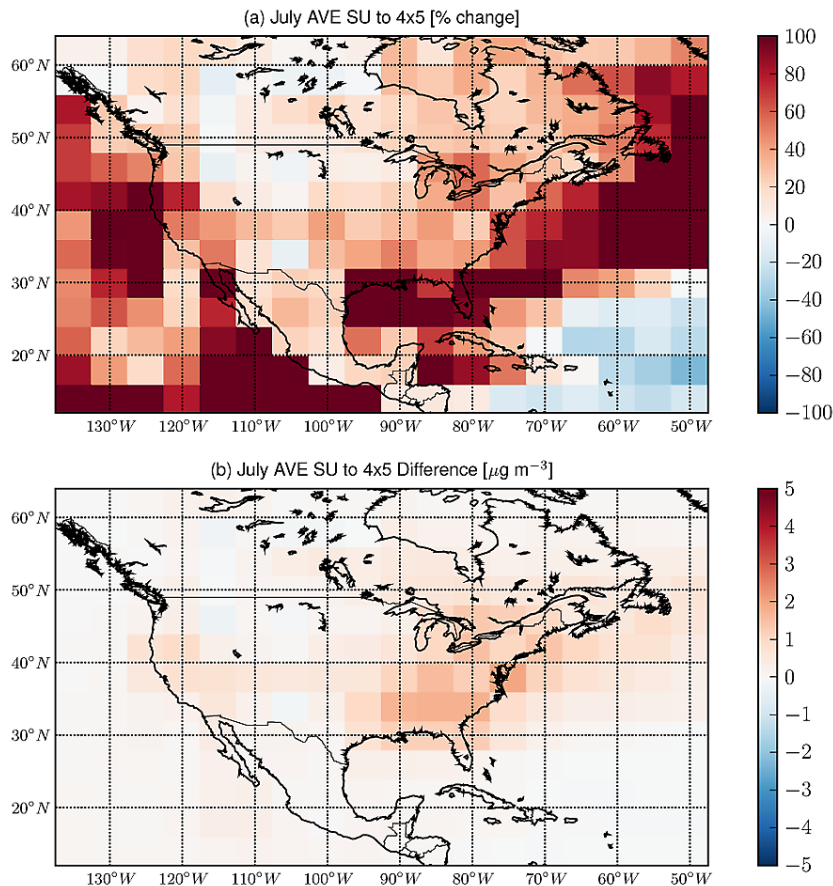 (a) July AVE SU to 4x5 [% change]
60°N
50°N
40°N
30°N
20°N
130°W 120°W 110°W 100°W 90°W 80°W 70°W 60°W 50°W
100
80
60
40
20
0
−20
−40
−60
−80
−100
(b) July AVE SU to 4x5 Difference [μg m⁻³]
60°N
50°N
40°N
30°N
20°N
130°W 120°W 110°W 100°W 90°W 80°W 70°W 60°W 50°W
5
4
3
2
1
0
−1
−2
−3
−4
−5